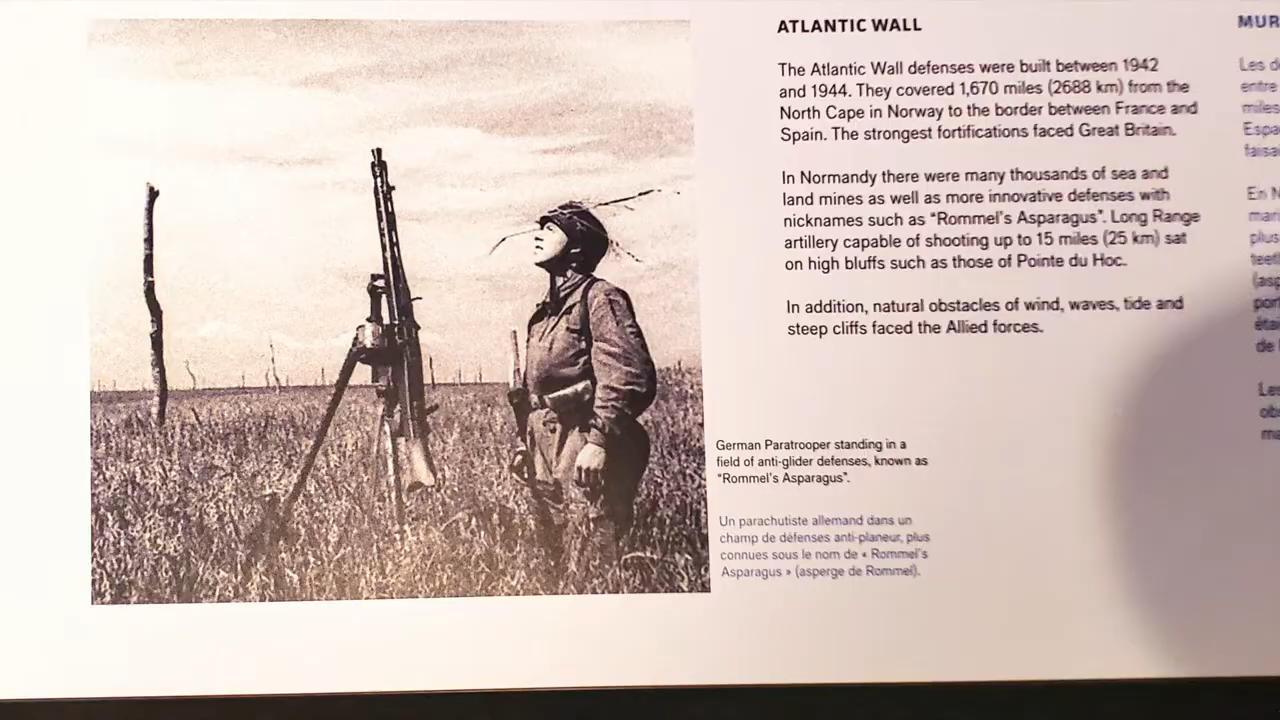 ATLANTIC WALL
The Atlantic Wall defenses were built between 1942
and 1944. They covered 1,670 miles (2688 km) from the
North Cape in Norway to the border between France and
Spain. The strongest fortifications faced Great Britain.
In Normandy there were many thousands of sea and
land mines as well as more innovative defenses with
nicknames such as “Rommel’s Asparagus”. Long Range
artillery capable of shooting up to 15 miles (25 km) sat
on high bluffs such as those of Pointe du Hoc.
In addition, natural obstacles of wind, waves, tide and
steep cliffs faced the Allied forces.
German Paratrooper standing in a
field of anti-glider defenses, known as
“Rommel’s Asparagus”.
Un parachutiste allemand dans un
champ de défenses anti-planeur, plus
connues sous le nom de « Rommel’s
Asparagus » (asperge de Rommel).
MUR
Les
entre
miles
En
plus
de
Les